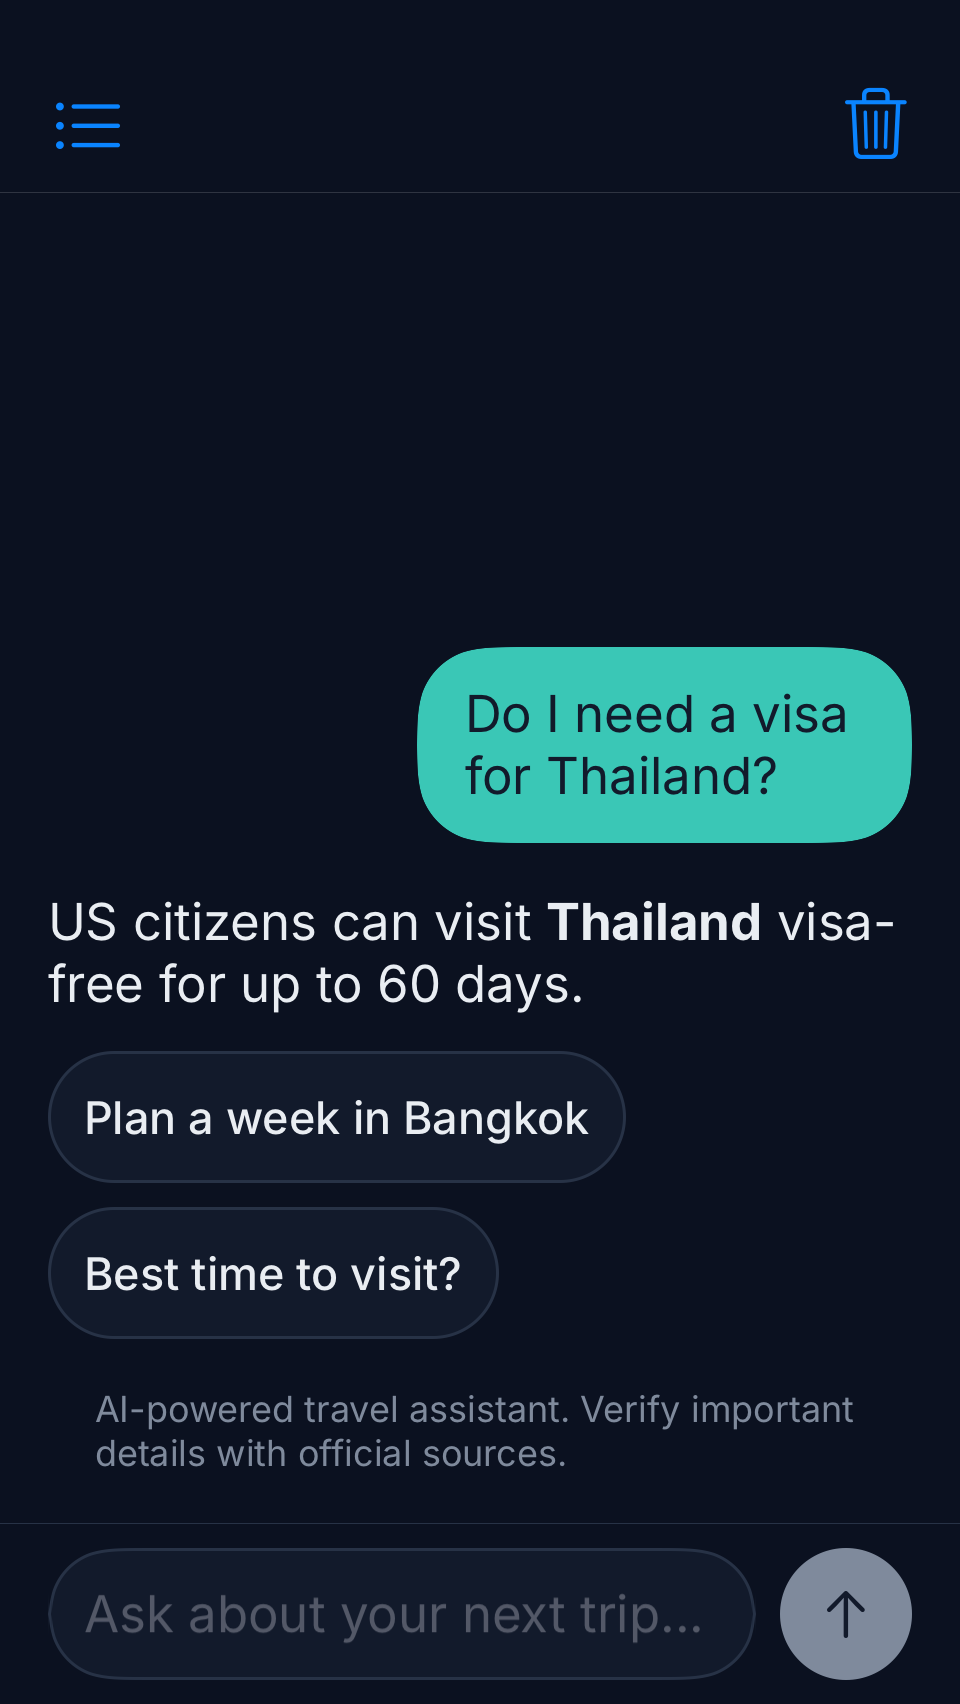 Do I need a visa
for Thailand?
US citizens can visit Thailand visa-
free for up to 60 days.
Plan a week in Bangkok
Best time to visit?
AI-powered travel assistant. Verify important
details with official sources.
Ask about your next trip...